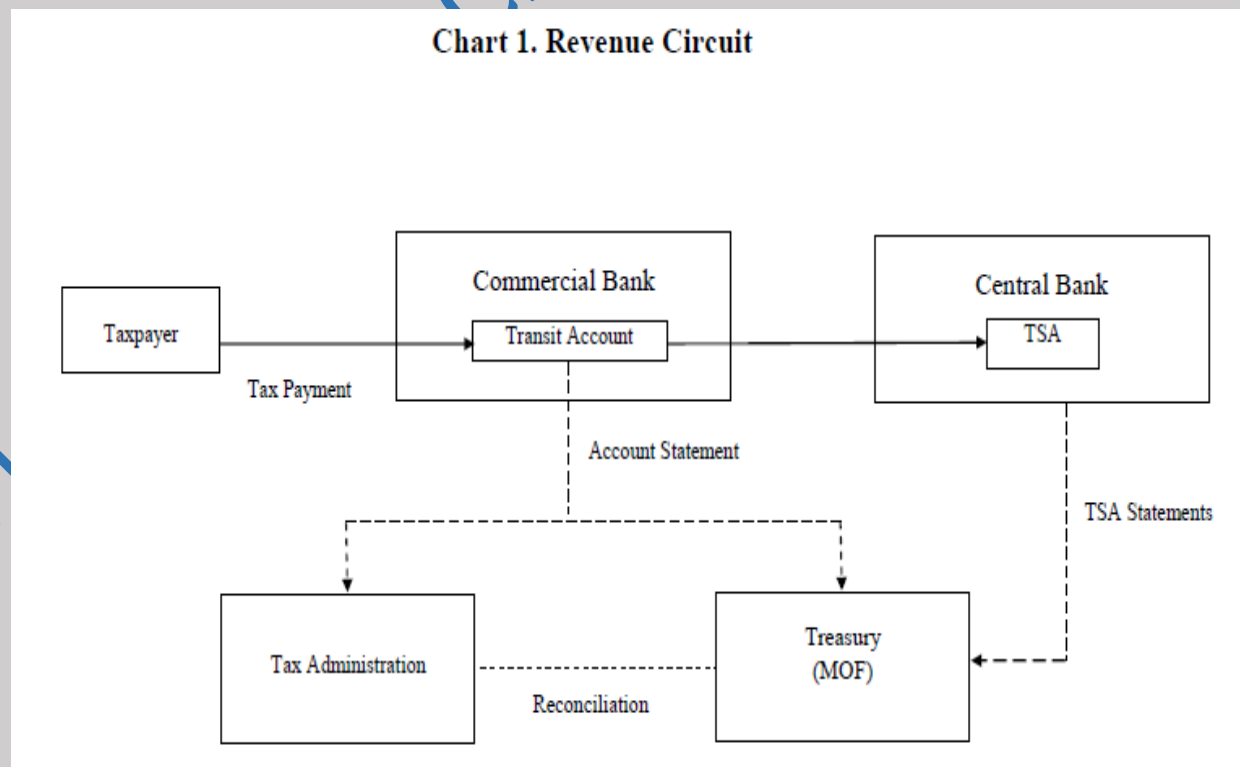 Chart 1. Revenue Circuit
Commercial Bank
Central Bank
Taxpayer
Transit Account
TSA
Tax Payment
Account Statement
TSA Statements
Tax Administration
Treasury
(MOF)
Reconciliation